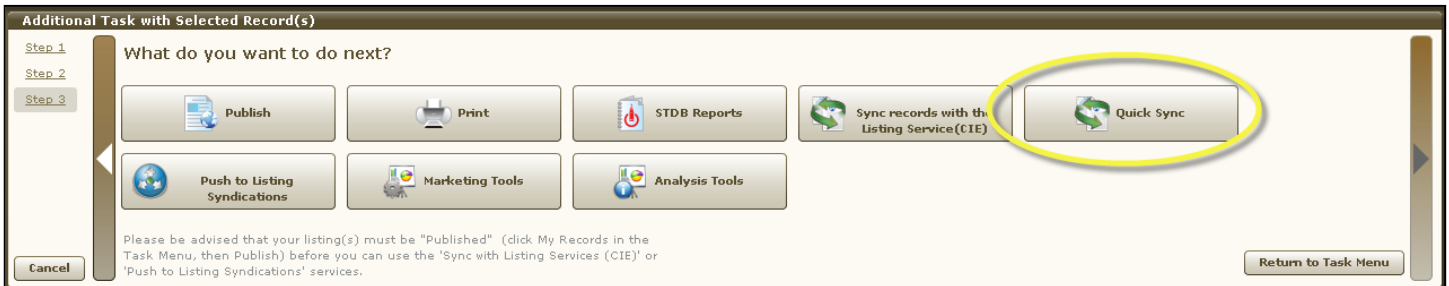 Additional Task with Selected Record(s)
Step 1
Step 2
Step 3
What do you want to do next?
Publish
Print
STDB Reports
Sync records with the
Listing Service(CIE)
Quick Sync
Push to Listing
Syndications
Marketing Tools
Analysis Tools
Please be advised that your listing(s) must be "Published" (click My Records in the
Task Menu, then Publish) before you can use the 'Sync with Listing Services (CIE)' or
'Push to Listing Syndications' services.
Cancel
Return to Task Menu